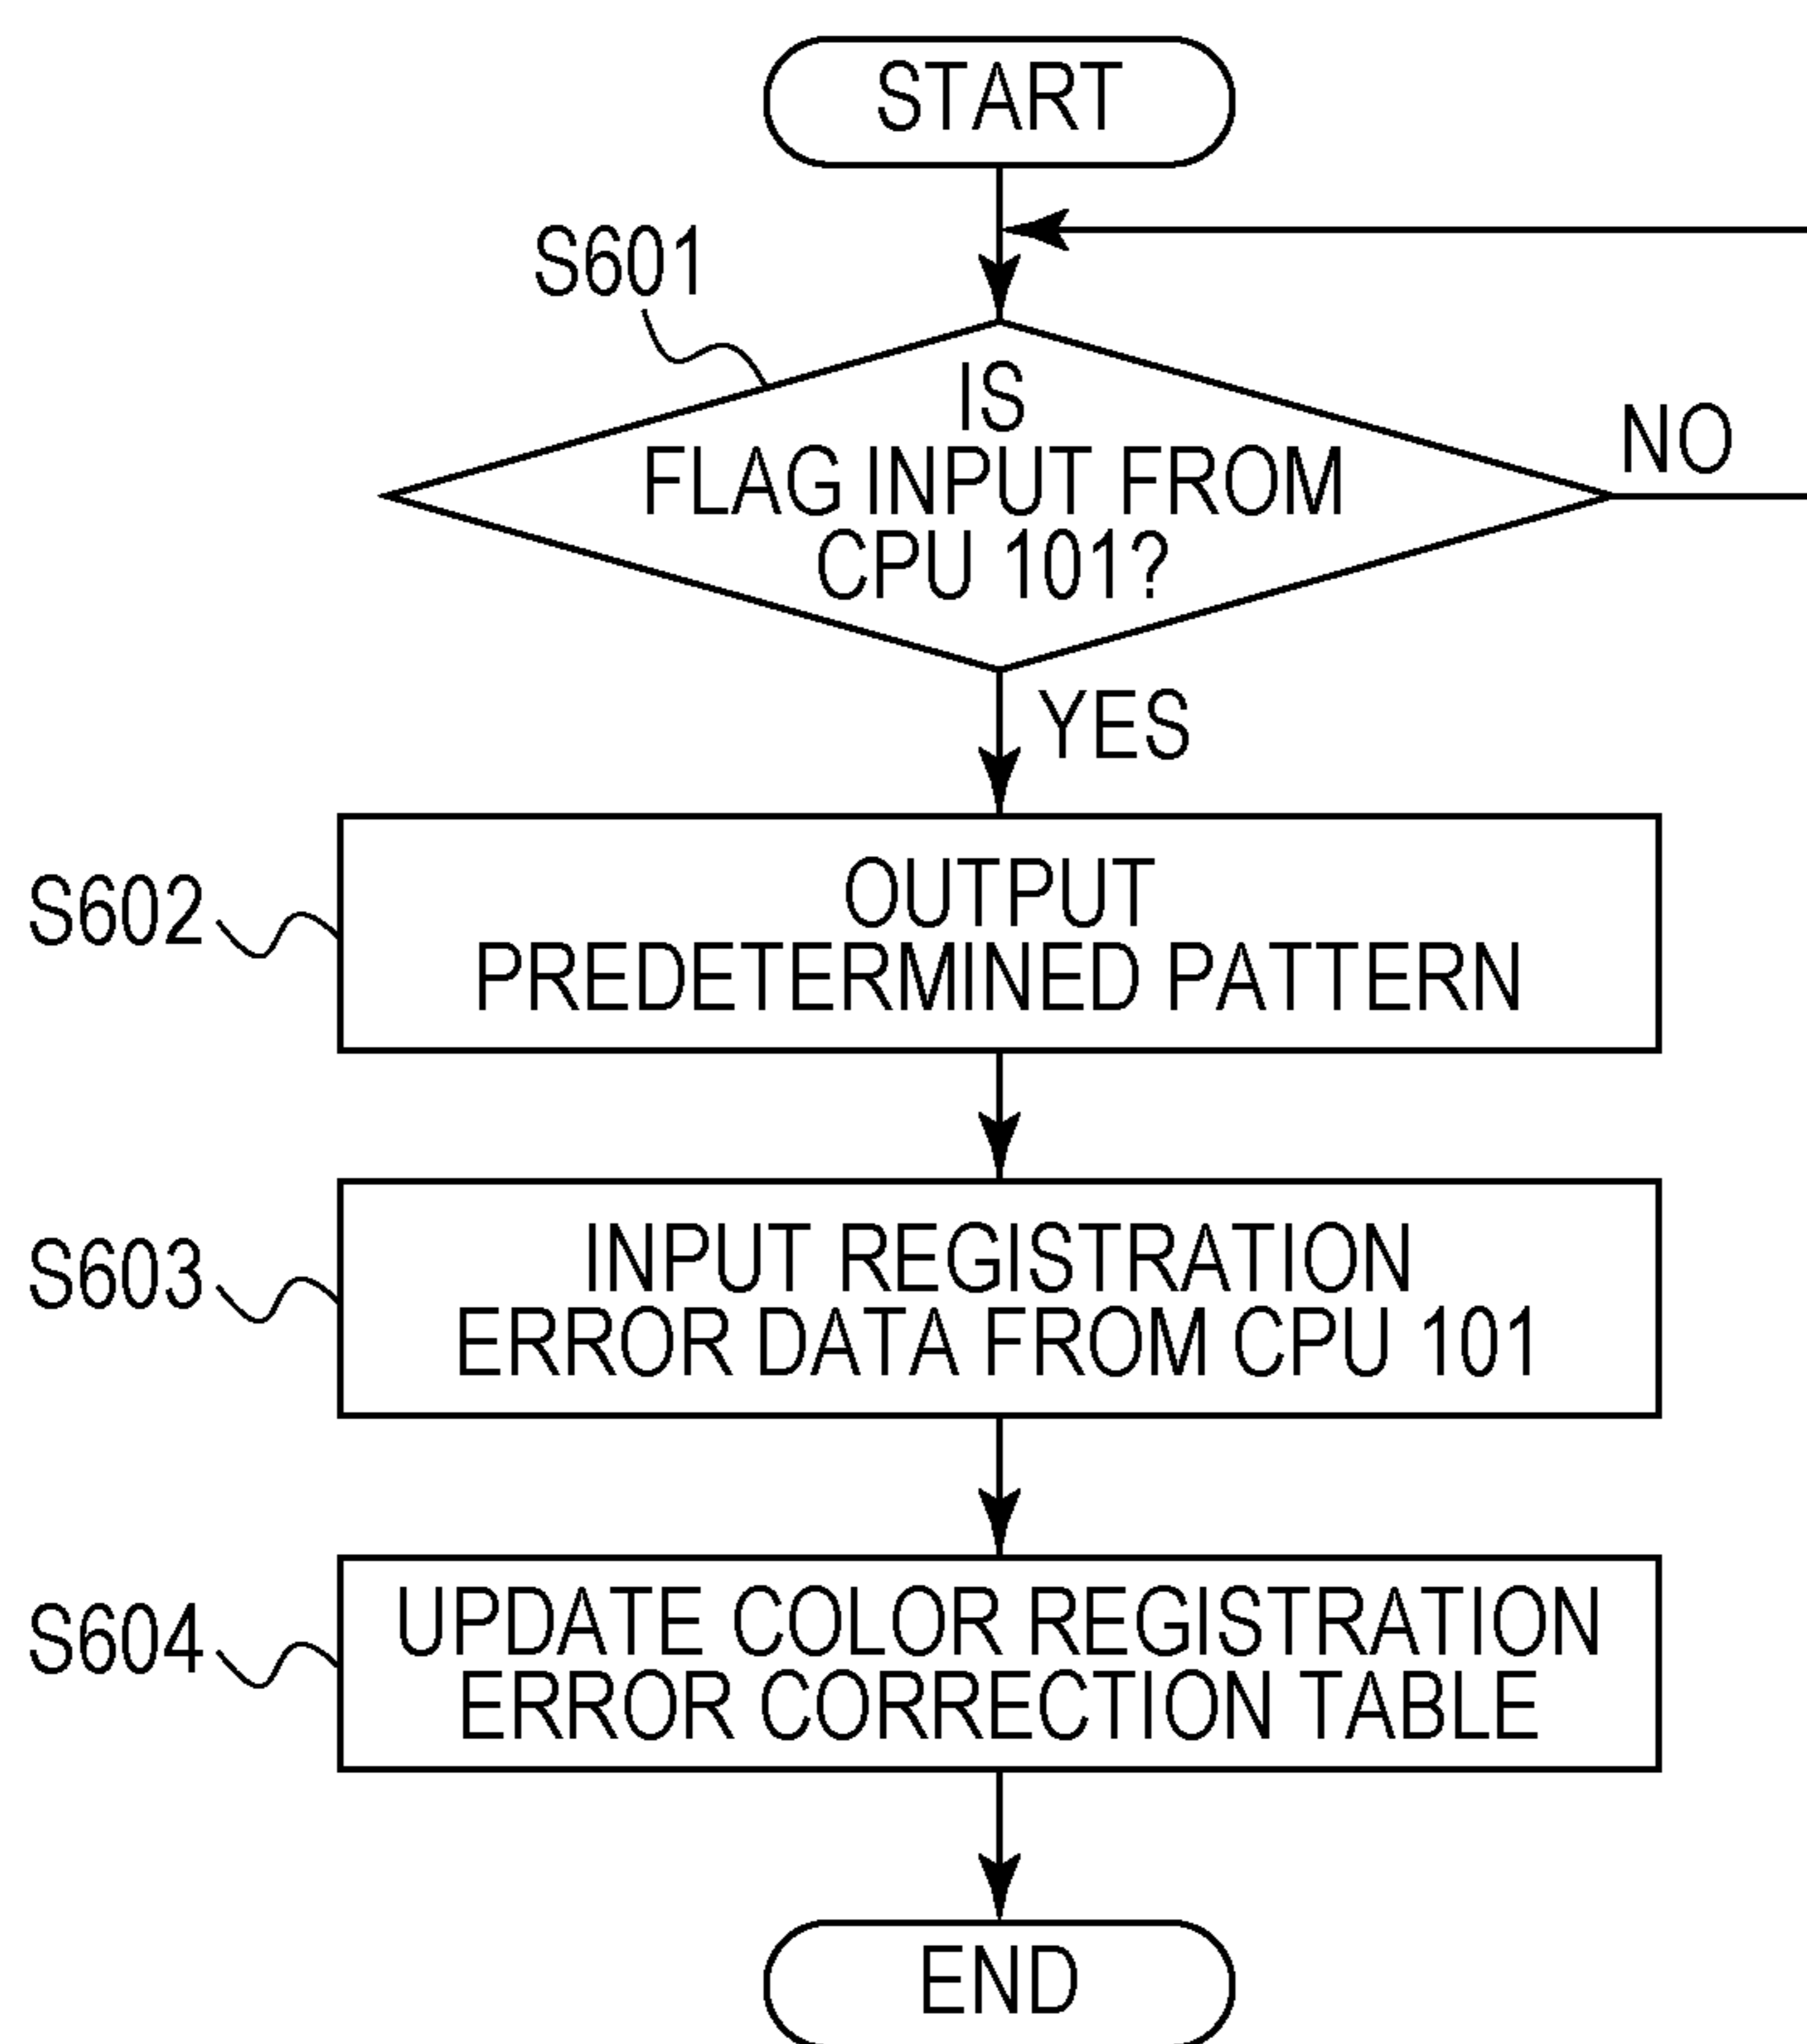 START
S601
IS
FLAG INPUT FROM
CPU 101?
NO
YES
S602
OUTPUT
PREDETERMINED PATTERN
S603
INPUT REGISTRATION
ERROR DATA FROM CPU 101
S604
UPDATE COLOR REGISTRATION
ERROR CORRECTION TABLE
END